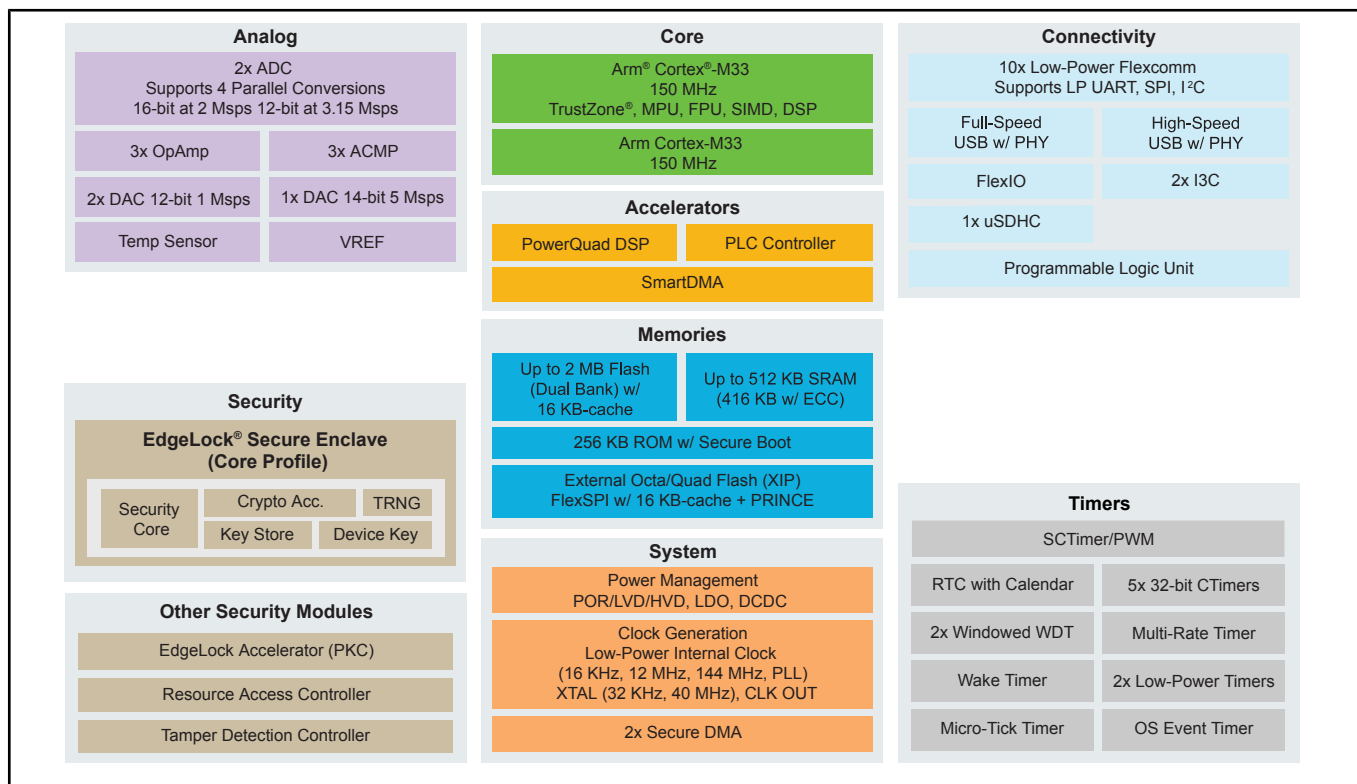 Analog
2x ADC
Supports 4 Parallel Conversions
16-bit at 2 Msps 12-bit at 3.15 Msps
3x OpAmp
3x ACMP
2x DAC 12-bit 1 Msps
1x DAC 14-bit 5 Msps
Temp Sensor
VREF
Core
Arm® Cortex®-M33
150 MHz
TrustZone®, MPU, FPU, SIMD, DSP
Arm Cortex-M33
150 MHz
Accelerators
PowerQuad DSP
PLC Controller
SmartDMA
Connectivity
10x Low-Power Flexcomm
Supports LP UART, SPI, I²C
Full-Speed
USB w/ PHY
High-Speed
USB w/ PHY
FlexIO
2x I3C
1x uSDHC
Programmable Logic Unit
Memories
Up to 2 MB Flash
(Dual Bank) w/
16 KB-cache
Up to 512 KB SRAM
(416 KB w/ ECC)
256 KB ROM w/ Secure Boot
External Octa/Quad Flash (XIP)
FlexSPI w/ 16 KB-cache + PRINCE
Security
EdgeLock® Secure Enclave
(Core Profile)
Security
Core
Crypto Acc.
TRNG
Key Store
Device Key
Other Security Modules
EdgeLock Accelerator (PKC)
Resource Access Controller
Tamper Detection Controller
System
Power Management
POR/LVD/HVD, LDO, DCDC
Clock Generation
Low-Power Internal Clock
(16 KHz, 12 MHz, 144 MHz, PLL)
XTAL (32 KHz, 40 MHz), CLK OUT
2x Secure DMA
Timers
SCTimer/PWM
RTC with Calendar
5x 32-bit CTimers
2x Windowed WDT
Multi-Rate Timer
Wake Timer
2x Low-Power Timers
Micro-Tick Timer
OS Event Timer